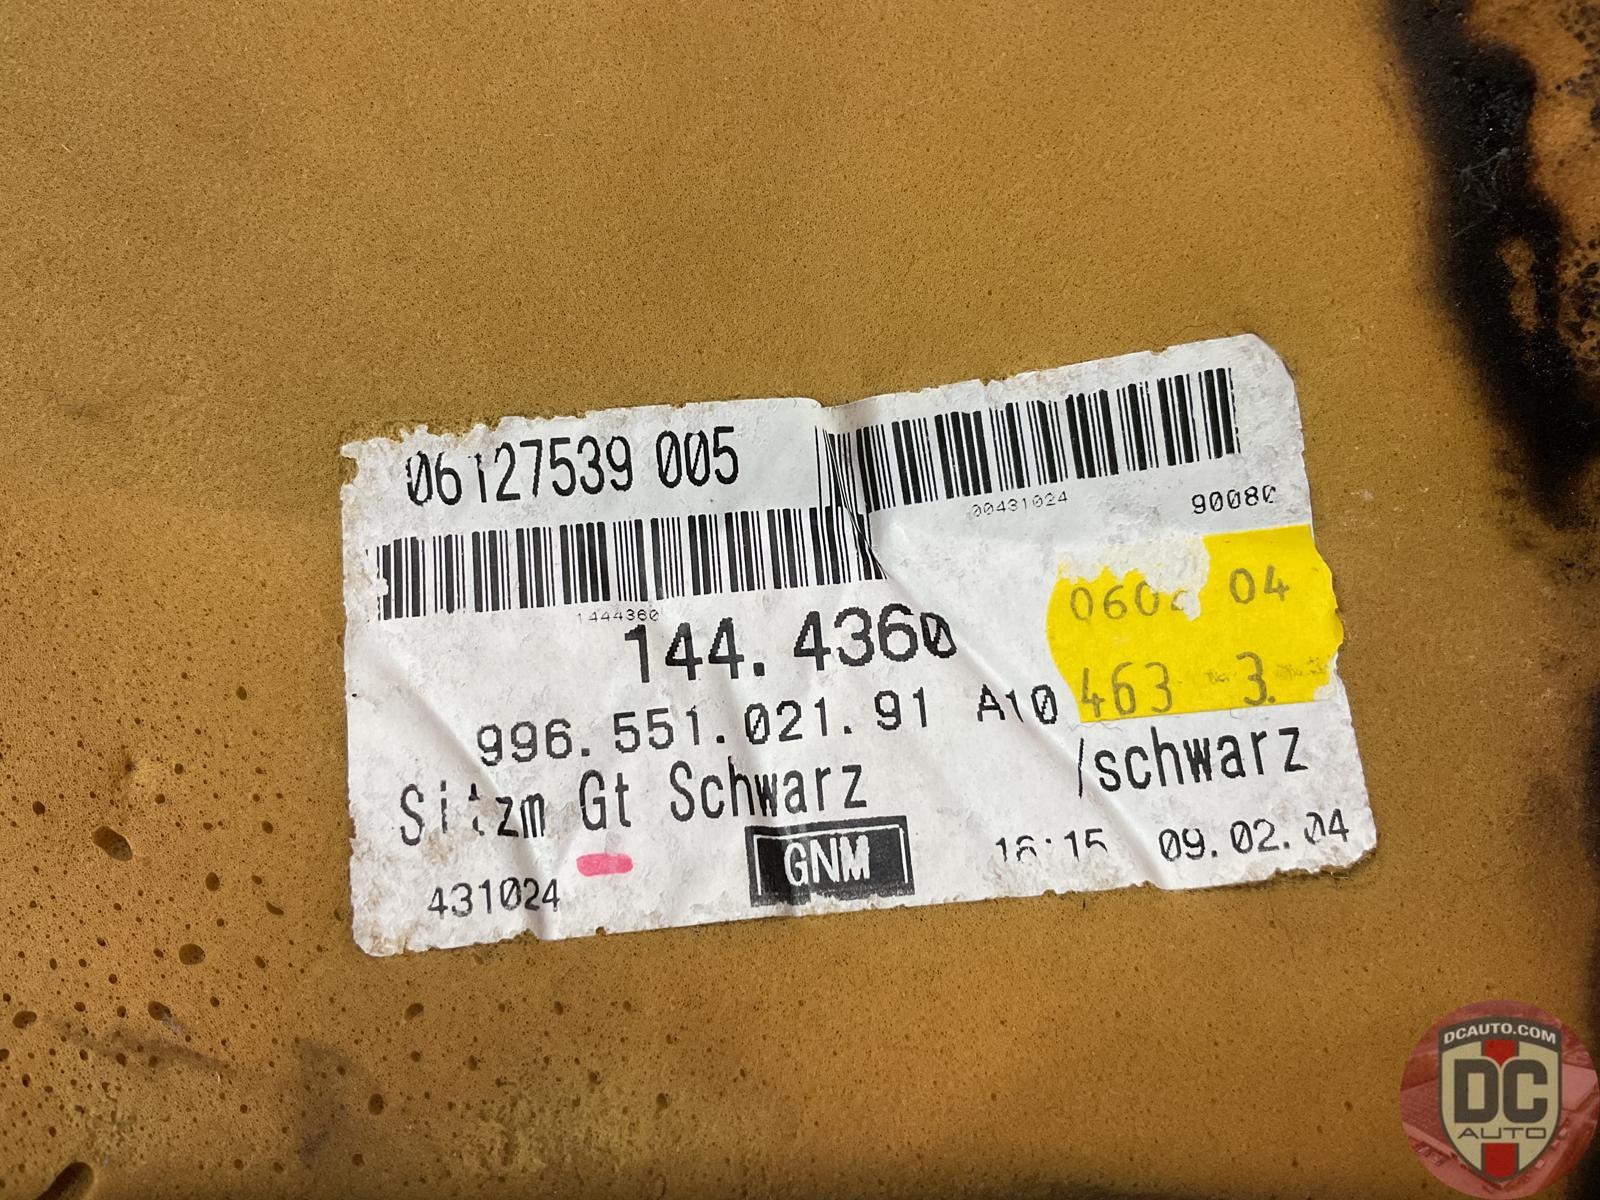 06127539 005
00431024
90080
1444360
0602 04
144.4360
463 3.
996.551.021.91 A10
/schwarz
Sitzm Gt Schwarz
GNM
16:15 09.02.04
431024
DCAUTO.COM
DC
AUTO